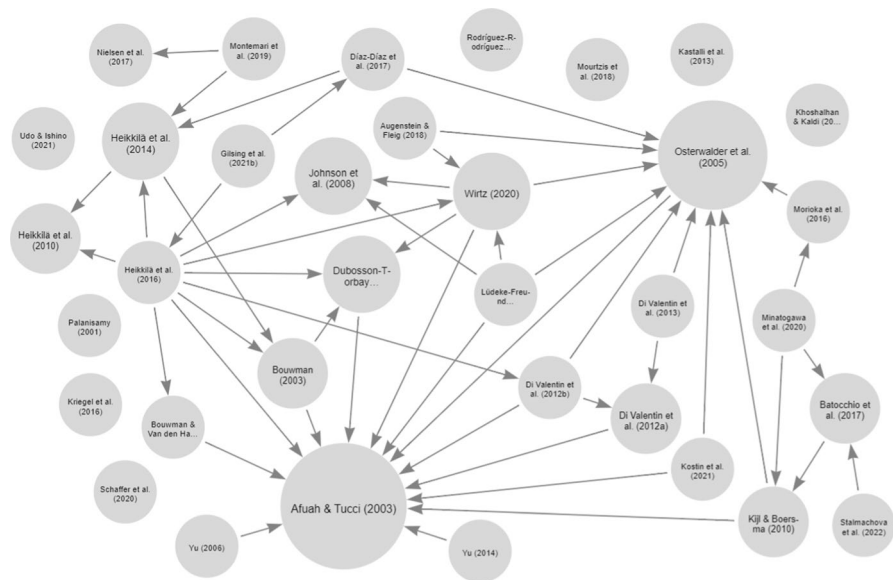 Nielsen et al.
(2017)
Montemari et al.
(2019)
Díaz-Díaz et al.
(2017)
Rodríguez-R-
odríguez...
Mourtzis et al.
(2018)
Kastalli et al.
(2013)
Khoshalhan
& Kaldi (20...
Udo & Ishino
(2021)
Heikkilä et al.
(2014)
Gilsing et al.
(2021b)
Augenstein &
Fleig (2018)
Johnson et
al. (2008)
Wirtz (2020)
Osterwalder et al.
(2005)
Morioka et al.
(2016)
Heikkilä et al.
(2010)
Heikkilä et al.
(2016)
Dubosson-T-
orbay...
Lüdeke-Freu-
nd...
Di Valentin et
al. (2013)
Minatogawa
et al. (2020)
Palanisamy
(2001)
Bouwman
(2003)
Di Valentin et al.
(2012b)
Di Valentin et
al. (2012a)
Batocchio et
al. (2017)
Kriegel et al.
(2016)
Bouwman &
Van den Ha...
Kostin et al.
(2021)
Schaffer et al.
(2020)
Afuah & Tucci (2003)
Kijl & Boers-
ma (2010)
Stalmachova
et al. (2022)
Yu (2006)
Yu (2014)